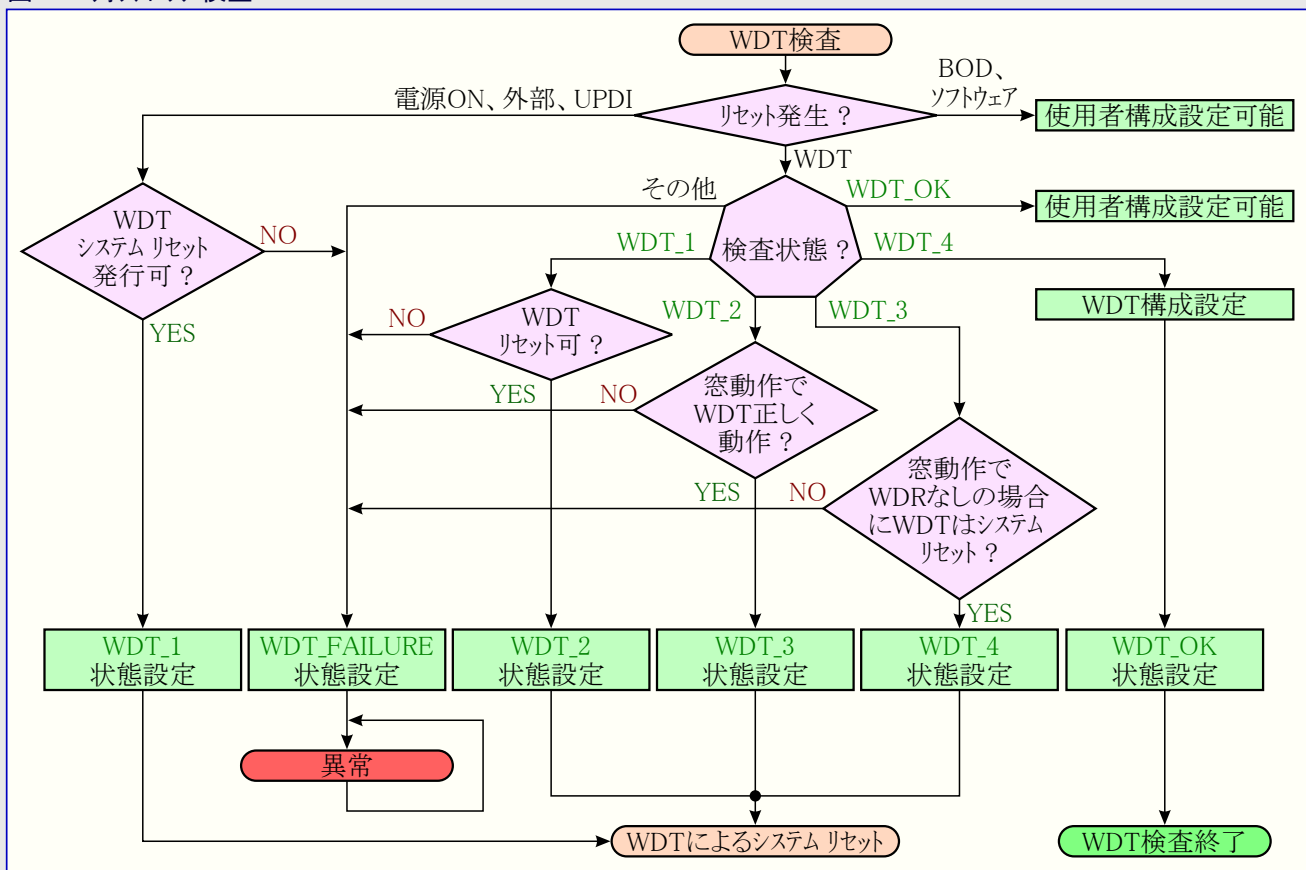 WDT検査
BOD、
ソフトウェア
電源ON、外部、UPDI
リセット発生？
使用者構成設定可能
WDT
その他
WDT_OK
使用者構成設定可能
WDT
システム リセット
発行可？
NO
YES
WDT_1
検査状態？
WDT_4
WDT構成設定
WDT_2
WDT_3
NO
WDT
リセット可？
YES
NO
窓動作で
WDT正しく
動作？
YES
NO
窓動作で
WDRなしの場合
にWDTはシステム
リセット？
YES
WDT_1
状態設定
WDT_FAILURE
状態設定
WDT_2
状態設定
WDT_3
状態設定
WDT_4
状態設定
WDT_OK
状態設定
異常
WDTによるシステム リセット
WDT検査終了